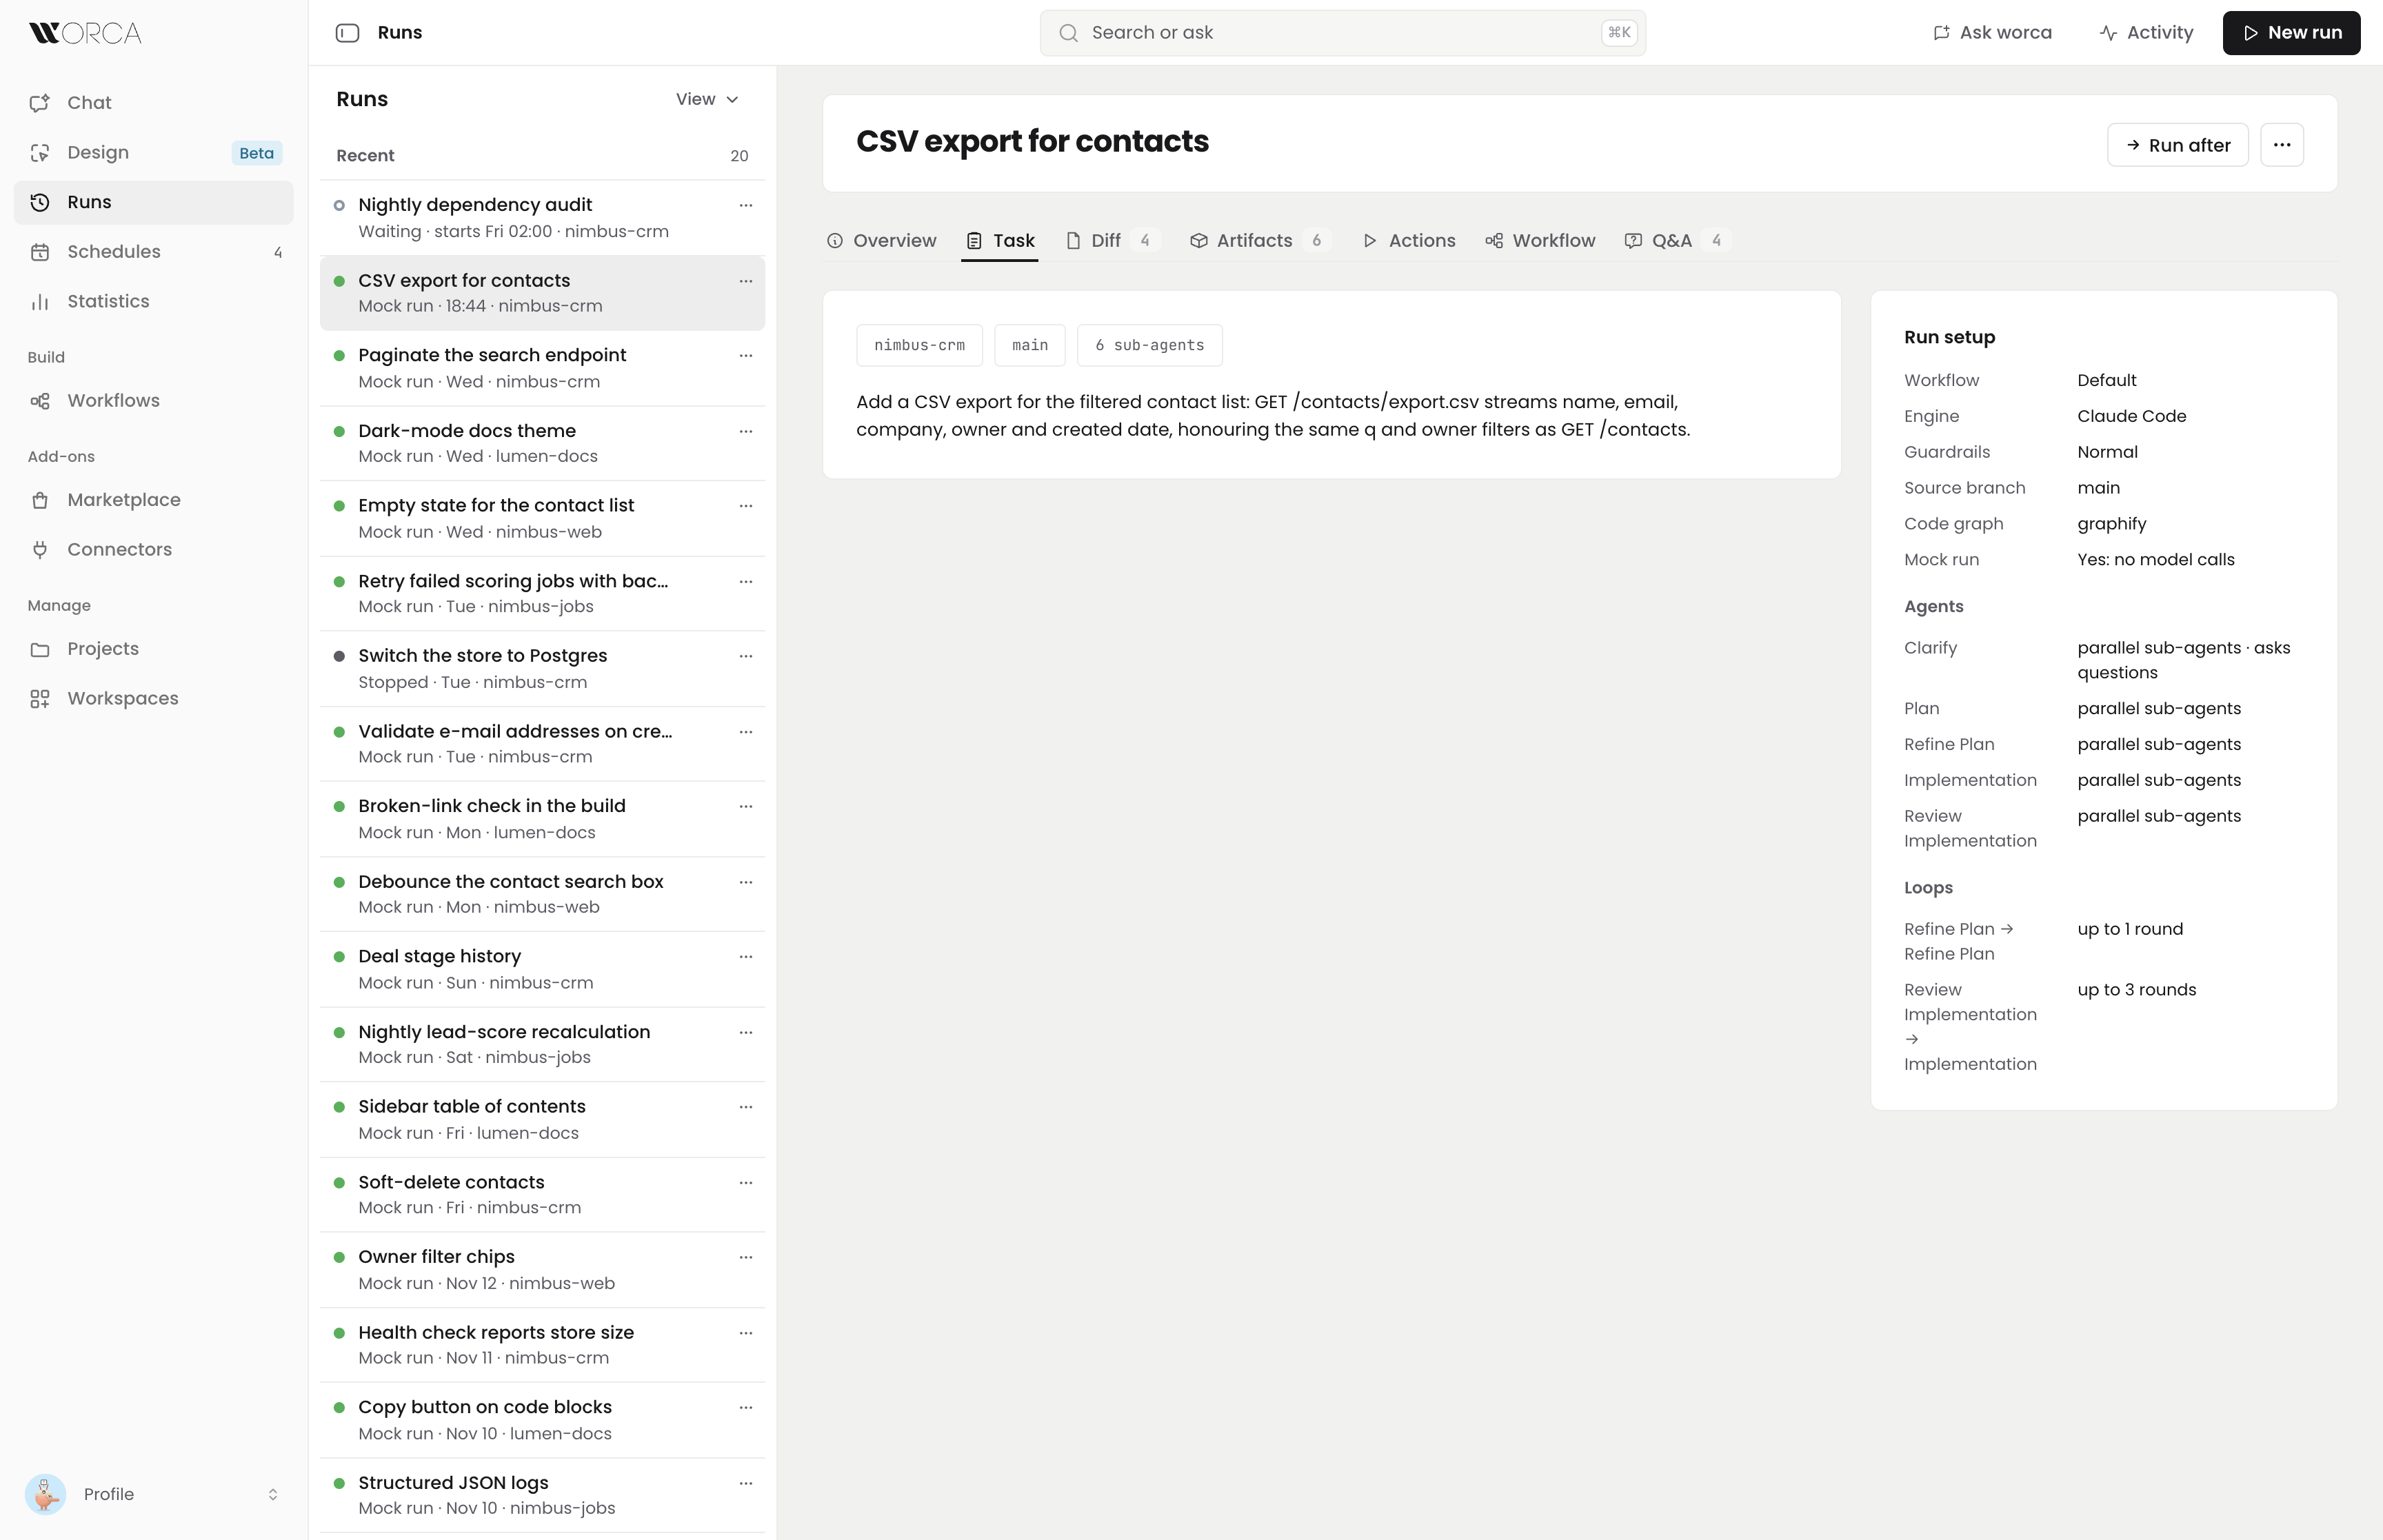 WORCA
Runs
Search or ask
⌘K
Ask worca
Activity
New run
Chat
Design
Beta
Runs
Schedules
4
Statistics
Build
Workflows
Add-ons
Marketplace
Connectors
Manage
Projects
Workspaces
Profile
Runs
View
Recent
20
Nightly dependency audit
Waiting · starts Fri 02:00 · nimbus-crm
CSV export for contacts
Mock run · 18:44 · nimbus-crm
Paginate the search endpoint
Mock run · Wed · nimbus-crm
Dark-mode docs theme
Mock run · Wed · lumen-docs
Empty state for the contact list
Mock run · Wed · nimbus-web
Retry failed scoring jobs with bac...
Mock run · Tue · nimbus-jobs
Switch the store to Postgres
Stopped · Tue · nimbus-crm
Validate e-mail addresses on cre...
Mock run · Tue · nimbus-crm
Broken-link check in the build
Mock run · Mon · lumen-docs
Debounce the contact search box
Mock run · Mon · nimbus-web
Deal stage history
Mock run · Sun · nimbus-crm
Nightly lead-score recalculation
Mock run · Sat · nimbus-jobs
Sidebar table of contents
Mock run · Fri · lumen-docs
Soft-delete contacts
Mock run · Fri · nimbus-crm
Owner filter chips
Mock run · Nov 12 · nimbus-web
Health check reports store size
Mock run · Nov 11 · nimbus-crm
Copy button on code blocks
Mock run · Nov 10 · lumen-docs
Structured JSON logs
Mock run · Nov 10 · nimbus-jobs
CSV export for contacts
→ Run after
Overview
Task
Diff 4
Artifacts 6
Actions
Workflow
Q&A 4
nimbus-crm
main
6 sub-agents
Add a CSV export for the filtered contact list: GET /contacts/export.csv streams name, email,
company, owner and created date, honouring the same q and owner filters as GET /contacts.
Run setup
Workflow Default
Engine Claude Code
Guardrails Normal
Source branch main
Code graph graphify
Mock run Yes: no model calls
Agents
Clarify parallel sub-agents · asks
questions
Plan parallel sub-agents
Refine Plan parallel sub-agents
Implementation parallel sub-agents
Review parallel sub-agents
Implementation
Loops
Refine Plan → up to 1 round
Refine Plan
Review up to 3 rounds
Implementation
→
Implementation